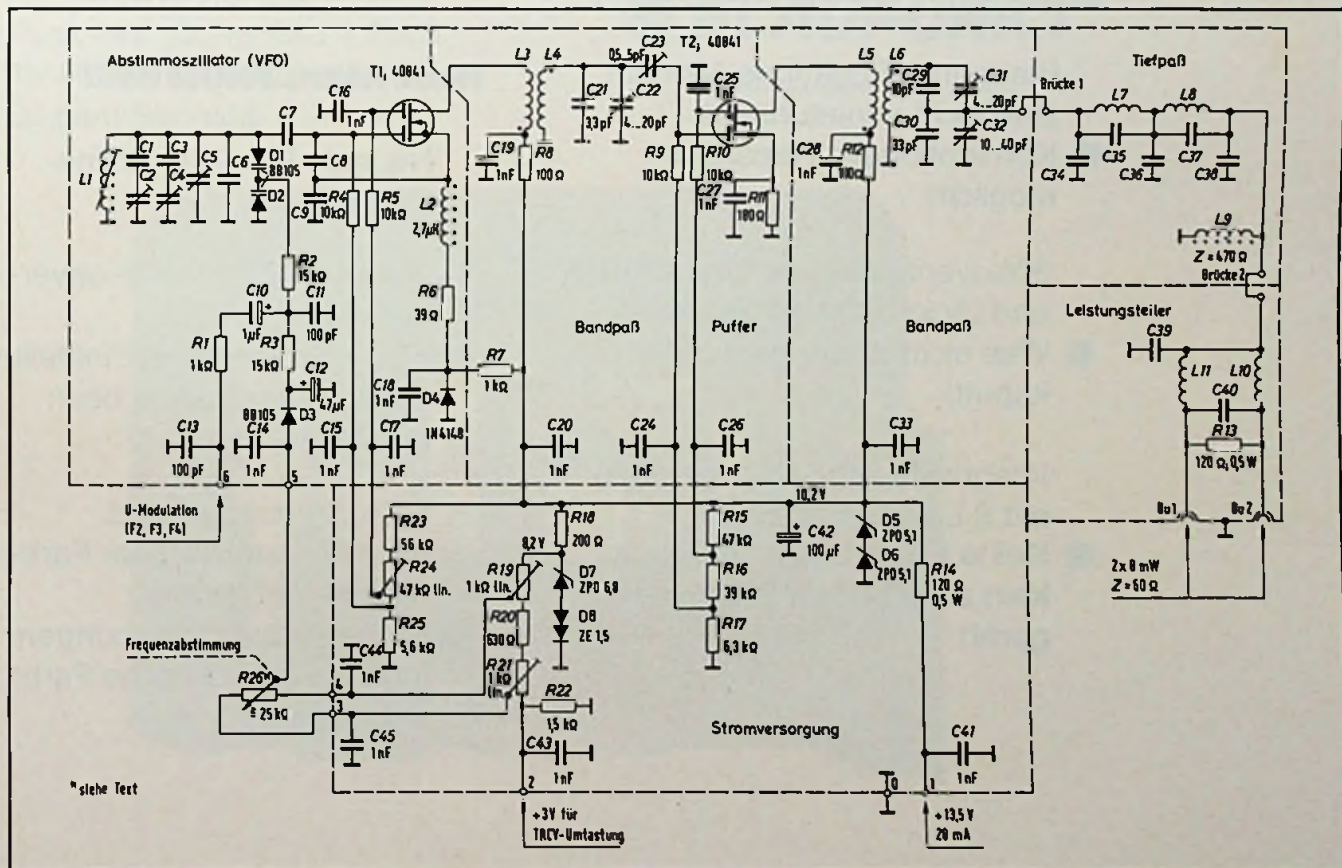 Abstimmoszillator (VFO)
T1, 40841
L3
L4
0,5...5pF
C23
T2, 40841
L5
L6
C29
10pF
C31
4...20pF
Brücke 1
Tiefpaß
C16
1nF
C7
C21
3,3pF
C22
4...20pF
C25
1nF
C30
33pF
C32
10...40pF
L7
L8
C35
C37
C34
C36
C38
L1
C1
C2
C3
C4
C5
C6
D1
BB105
D2
C8
C9
R4
10kΩ
R5
10kΩ
L2
2,7µH
C19
1nF
R8
100Ω
R9
10kΩ
R10
10kΩ
C27
1nF
R11
180Ω
C28
1nF
R12
L9
Z=470Ω
Brücke 2
R2
15kΩ
C10
1µF
C11
100pF
R1
1kΩ
R3
15kΩ
C12
47µF
BB105
D3
R6
39Ω
R7
1kΩ
C18
1nF
D4
1N4148
Bandpaß
Puffer
Bandpaß
Leistungsteiler
C39
L11
L10
C40
R13
120Ω, 0,5W
C13
100pF
C14
1nF
C15
1nF
C17
1nF
C20
1nF
C24
1nF
C26
1nF
C33
1nF
6
5
U-Modulation
(F2, F3, F4)
10,2V
Bu1
Bu2
R23
56kΩ
R24
47kΩ lin.
R25
5,6kΩ
8,2V
R18
200Ω
R19
1kΩ lin.
R20
630Ω
R21
1kΩ
lin.
R22
1,5kΩ
D7
ZPD 6,8
D8
ZE 1,5
R15
47kΩ
R16
39kΩ
R17
6,3kΩ
C42
100µF
D5
ZPD 5,1
D6
ZPD 5,1
R14
120Ω
0,5W
2x8mW
Z=60Ω
Frequenzabstimmung
R26*)
≦ 25kΩ
C44
1nF
4
3
C45
1nF
C43
1nF
Stromversorgung
C41
1nF
*) siehe Text
2
0
1
+3V für
TRCV-Umtastung
+13,5V
20mA